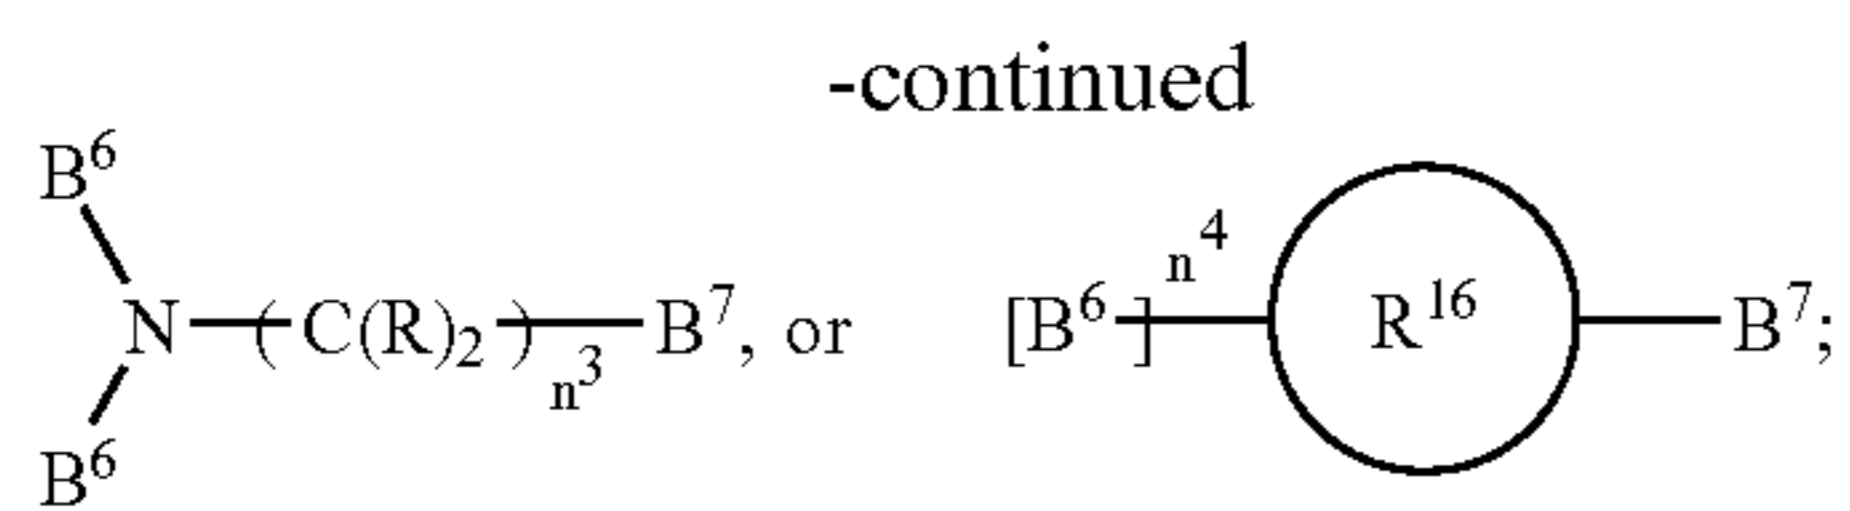 -continued
B⁶
N—(C(R)₂)n³—B⁷, or [B⁶]n⁴—R¹⁶—B⁷;
B⁶